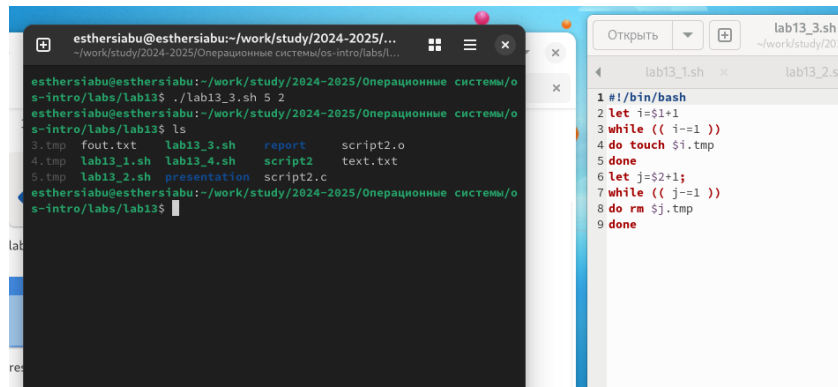 esthersiabu@esthersiabu:~/work/study/2024-2025/...
~/work/study/2024-2025/Операционные системы/os-intro/labs/l...
esthersiabu@esthersiabu:~/work/study/2024-2025/Операционные системы/o
s-intro/labs/lab13$ ./lab13_3.sh 5 2
esthersiabu@esthersiabu:~/work/study/2024-2025/Операционные системы/o
s-intro/labs/lab13$ ls
3.tmp fout.txt lab13_3.sh report script2.o
4.tmp lab13_1.sh lab13_4.sh script2 text.txt
5.tmp lab13_2.sh presentation script2.c
esthersiabu@esthersiabu:~/work/study/2024-2025/Операционные системы/o
s-intro/labs/lab13$
Открыть
lab13_3.sh
~/work/study/20
lab13_1.sh
lab13_2.s
1 #!/bin/bash
2 let i=$1+1
3 while (( i-=1 ))
4 do touch $i.tmp
5 done
6 let j=$2+1;
7 while (( j-=1 ))
8 do rm $j.tmp
9 done